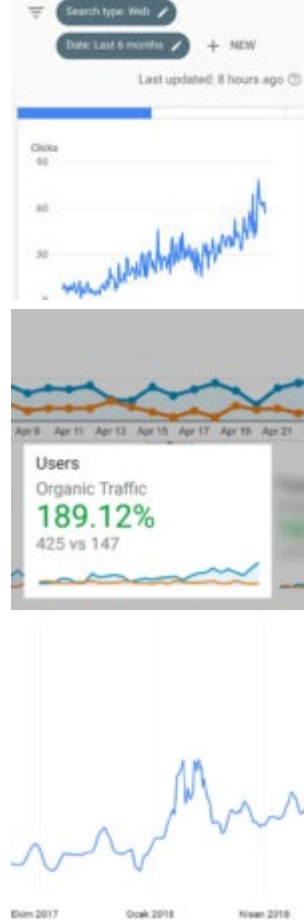 Search type: Web
Date: Last 6 months
+ NEW
Last updated: 8 hours ago
Clicks
90
60
30
0
Apr 9 Apr 11 Apr 13 Apr 15 Apr 17 Apr 19 Apr 21
Users
Organic Traffic
189.12%
425 vs 147
Ekim 2017 Ocak 2018 Nisan 2018